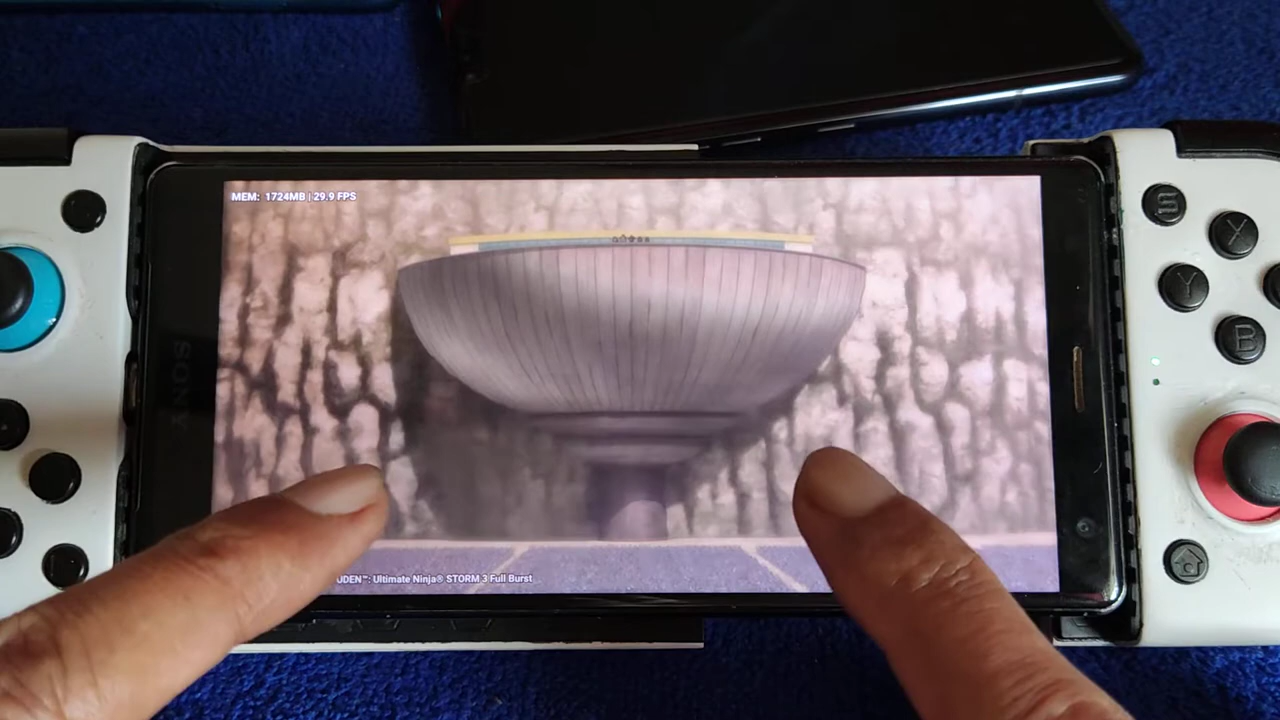 MEM: 1724MB | 29.9 FPS
S
X
Y
B
SONY
UDEN™: Ultimate Ninja® STORM 3 Full Burst